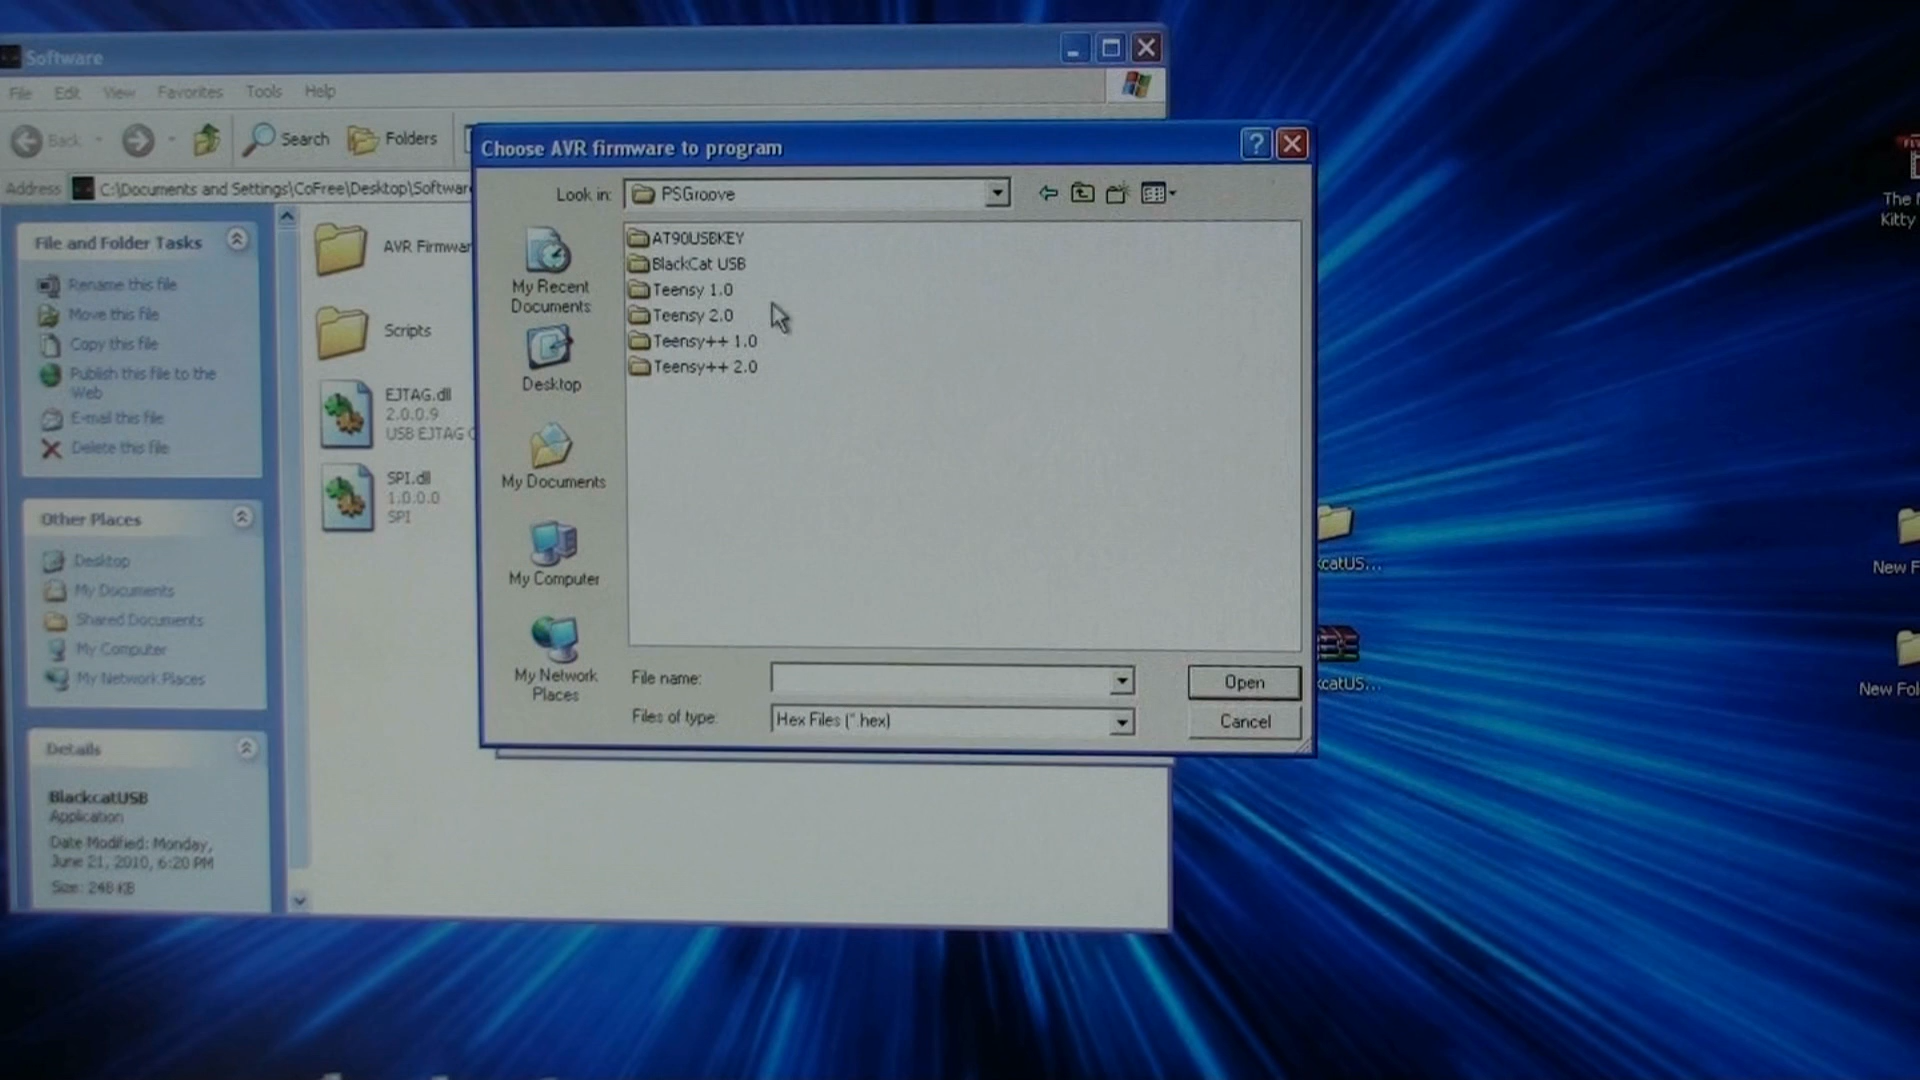 Software
File Edit View Favorites Tools Help
Back Search Folders
Address C:\Documents and Settings\CoFree\Desktop\Softwar
File and Folder Tasks
Rename this file
Move this file
Copy this file
Publish this file to the
Web
E-mail this file
Delete this file
Other Places
Desktop
My Documents
Shared Documents
My Computer
My Network Places
Details
BlackcatUSB
Application
Date Modified: Monday,
June 21, 2010, 6:20 PM
Size: 248 KB
AVR Firmwar
Scripts
EJTAG.dll
2.0.0.9
USB EJTAG C
SPI.dll
1.0.0.0
SPI
Choose AVR firmware to program
Look in: PSGroove
My Recent
Documents
Desktop
My Documents
My Computer
My Network
Places
AT90USBKEY
BlackCat USB
Teensy 1.0
Teensy 2.0
Teensy++ 1.0
Teensy++ 2.0
File name:
Open
Files of type: Hex Files (*.hex)
Cancel
kcatUS...
kcatUS...
The
Kitty
New F
New Fol